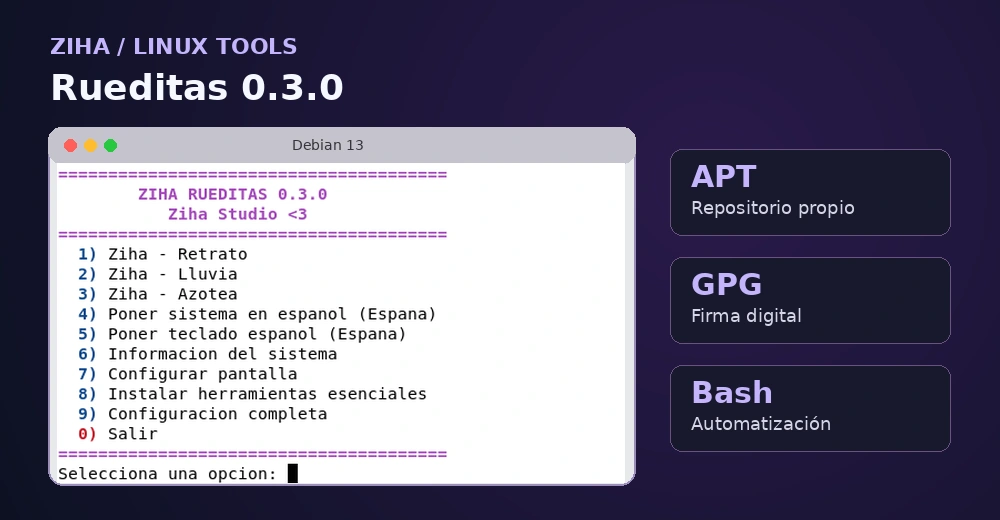 ZIHA / LINUX TOOLS
Rueditas 0.3.0
Debian 13
=======================================
ZIHA RUEDITAS 0.3.0
Ziha Studio <3
=======================================
1) Ziha - Retrato
2) Ziha - Lluvia
3) Ziha - Azotea
4) Poner sistema en espanol (Espana)
5) Poner teclado espanol (Espana)
6) Informacion del sistema
7) Configurar pantalla
8) Instalar herramientas esenciales
9) Configuracion completa
0) Salir
=======================================
Selecciona una opcion:
APT
Repositorio propio
GPG
Firma digital
Bash
Automatización